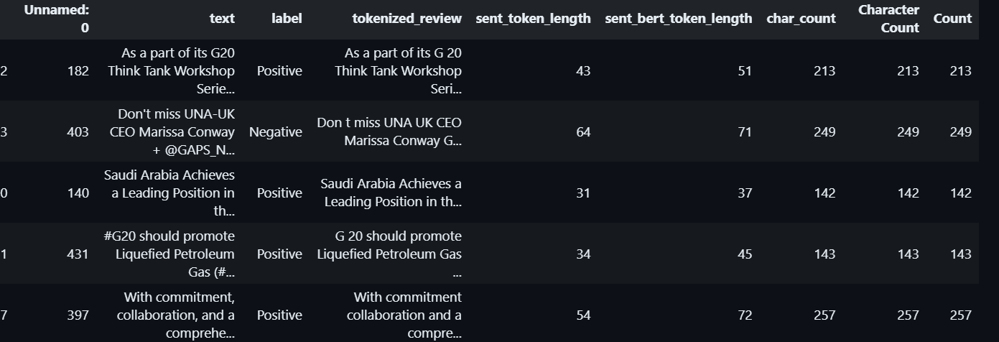 Unnamed: 0 text label tokenized_review sent_token_length sent_bert_token_length char_count Character Count Count
2 182 As a part of its G20 Think Tank Workshop Serie... Positive As a part of its G 20 Think Tank Workshop Seri... 43 51 213 213 213
3 403 Don't miss UNA-UK CEO Marissa Conway + @GAPS_N... Negative Don t miss UNA UK CEO Marissa Conway G... 64 71 249 249 249
0 140 Saudi Arabia Achieves a Leading Position in th... Positive Saudi Arabia Achieves a Leading Position in th... 31 37 142 142 142
1 431 #G20 should promote Liquefied Petroleum Gas (#... Positive G 20 should promote Liquefied Petroleum Gas ... 34 45 143 143 143
7 397 With commitment, collaboration, and a comprehe... Positive With commitment collaboration and a compre... 54 72 257 257 257